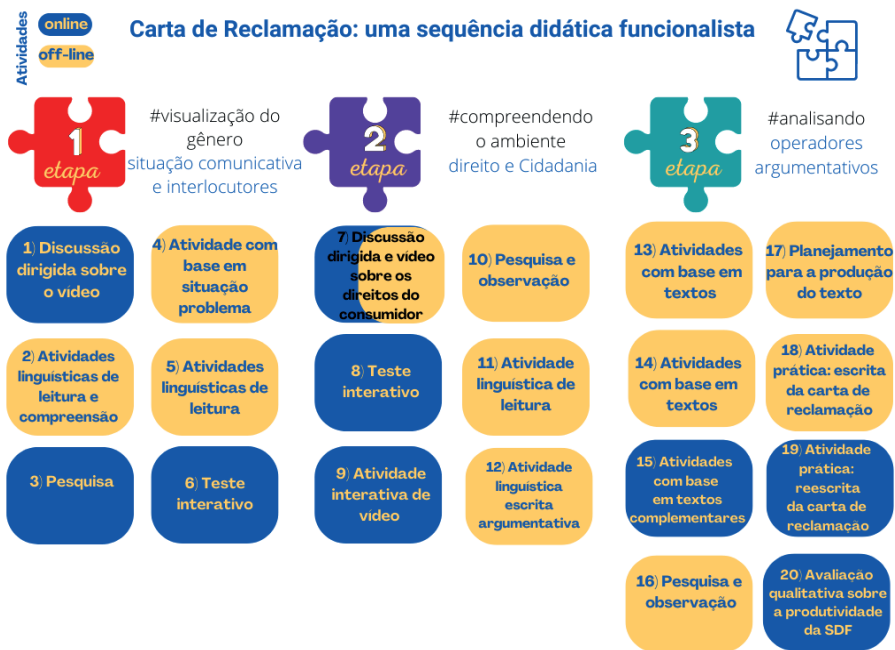 Atividades
online
off-line
Carta de Reclamação: uma sequência didática funcionalista
1
etapa
#visualização do
gênero
situação comunicativa
e interlocutores
2
etapa
#compreendendo
o ambiente
direito e Cidadania
3
etapa
#analisando
operadores
argumentativos
1) Discussão
dirigida sobre
o vídeo
2) Atividades
linguísticas de
leitura e
compreensão
3) Pesquisa
4) Atividade com
base em
situação
problema
5) Atividades
linguísticas de
leitura
6) Teste
interativo
7) Discussão
dirigida e vídeo
sobre os
direitos do
consumidor
8) Teste
interativo
9) Atividade
interativa de
vídeo
10) Pesquisa e
observação
11) Atividade
linguística de
leitura
12) Atividade
linguística
escrita
argumentativa
13) Atividades
com base em
textos
14) Atividades
com base em
textos
15) Atividades
com base
em textos
complementares
16) Pesquisa e
observação
17) Planejamento
para a produção
do texto
18) Atividade
prática: escrita
da carta de
reclamação
19) Atividade
prática:
reescrita
da carta de
reclamação
20) Avaliação
qualitativa sobre
a produtividade
da SDF